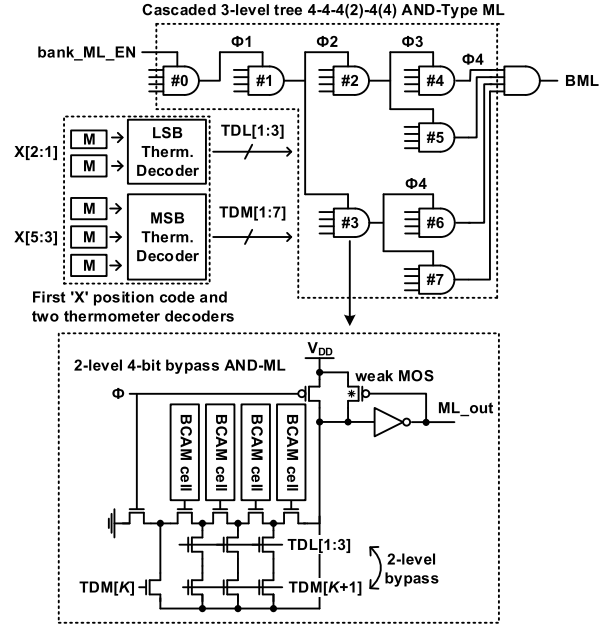 Cascaded 3-level tree 4-4-4(2)-4(4) AND-Type ML
bank_ML_EN
Φ1
Φ2
Φ3
Φ4
#0
#1
#2
#4
BML
#5
X[2:1]
M
M
LSB
Therm.
Decoder
TDL[1:3]
X[5:3]
M
M
M
MSB
Therm.
Decoder
TDM[1:7]
Φ4
#3
#6
#7
First 'X' position code and
two thermometer decoders
2-level 4-bit bypass AND-ML
VDD
weak MOS
Φ
*
ML_out
BCAM cell
BCAM cell
BCAM cell
BCAM cell
TDL[1:3]
2-level
bypass
TDM[K]
TDM[K+1]